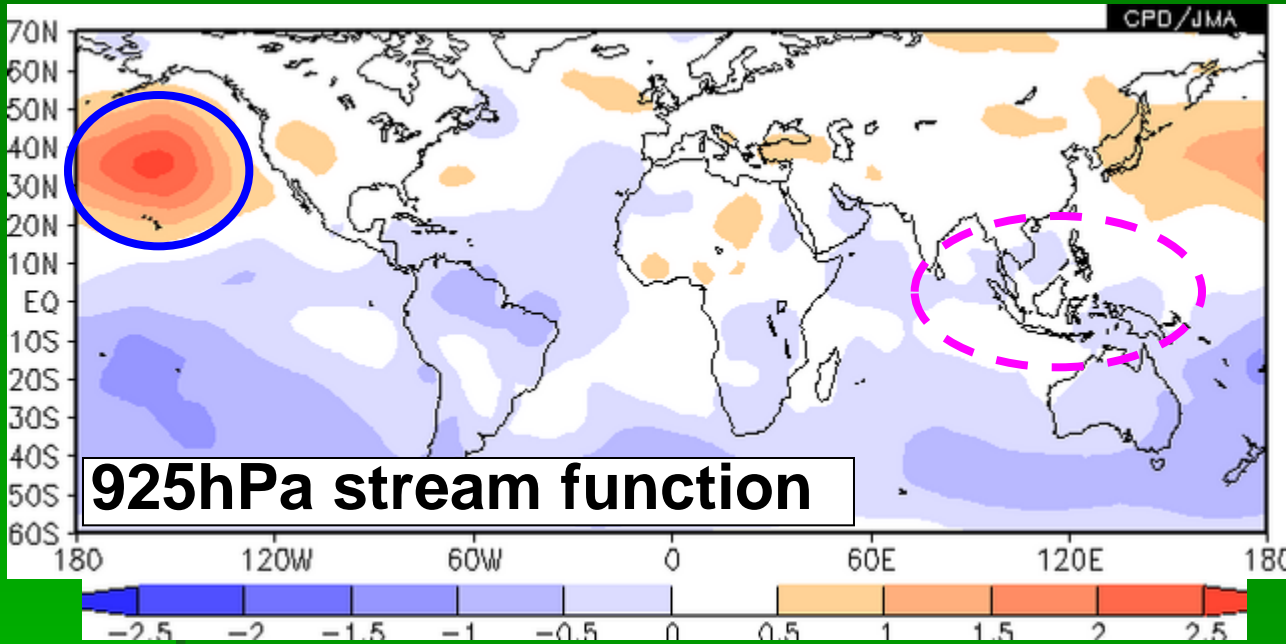 CPD/JMA
70N
60N
50N
40N
30N
20N
10N
EQ
10S
20S
30S
40S
50S
60S
925hPa stream function
180 120W 60W 0 60E 120E 180
-2.5 -2 -1.5 -1 -0.5 0 0.5 1 1.5 2 2.5